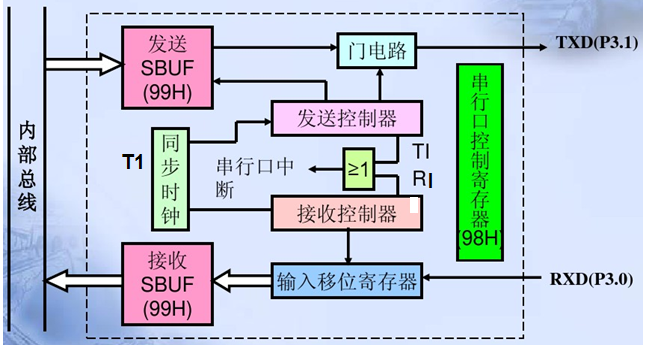 发送
SBUF
(99H)
门电路
TXD(P3.1)
内部总线
T1
同步时钟
发送控制器
串行口中
断
≥1
TI
RI
接收控制器
串行口控制寄存器
(98H)
接收
SBUF
(99H)
输入移位寄存器
RXD(P3.0)